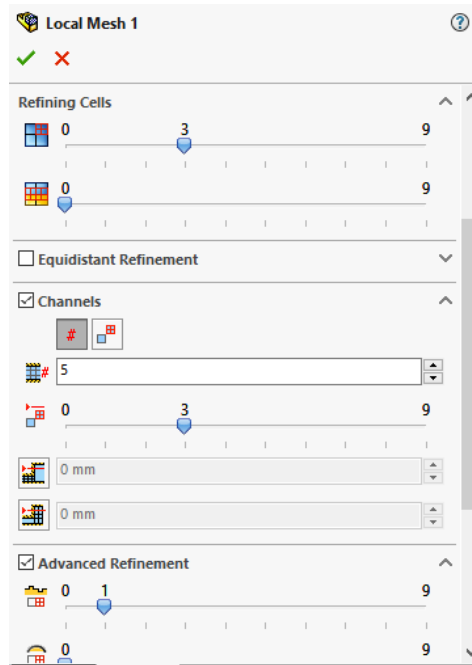 Local Mesh 1
Refining Cells
0 3 9
0 9
Equidistant Refinement
Channels
#
# 5
0 3 9
0 mm
0 mm
Advanced Refinement
0 1 9
0 9